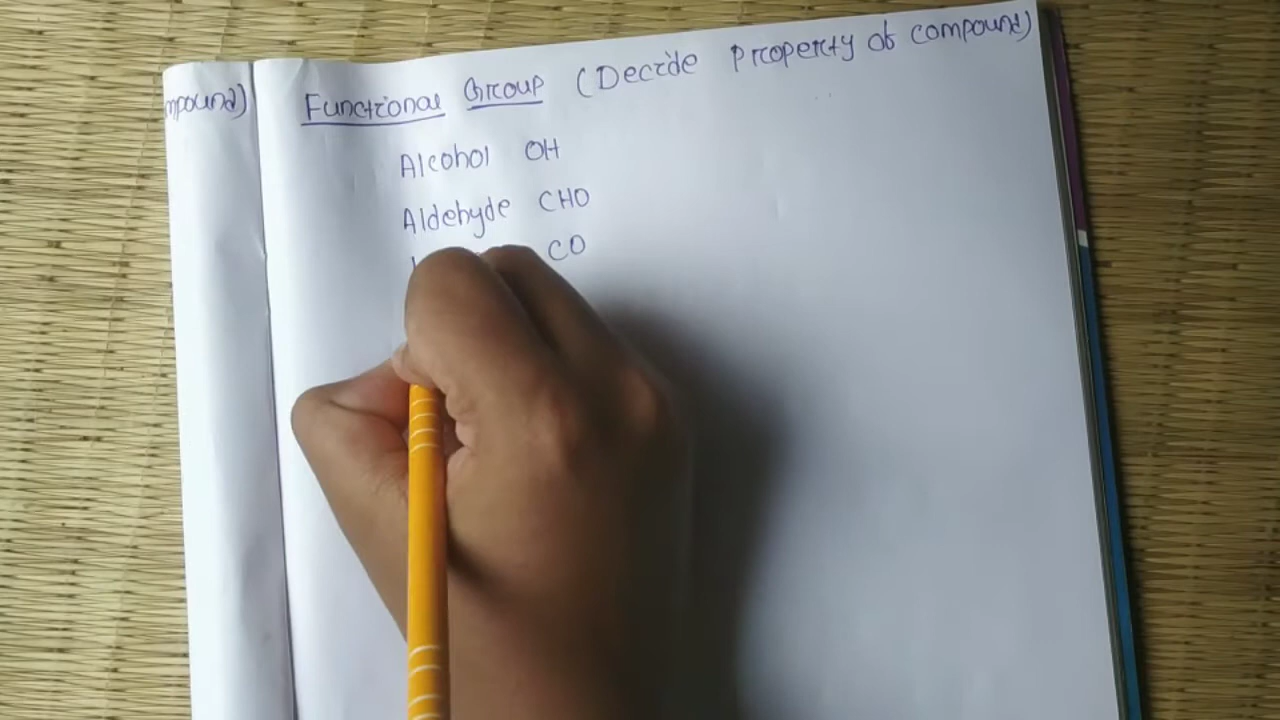 mpound)
Functional Group (Decide Property of compound)
Alcohol OH
Aldehyde CHO
CO